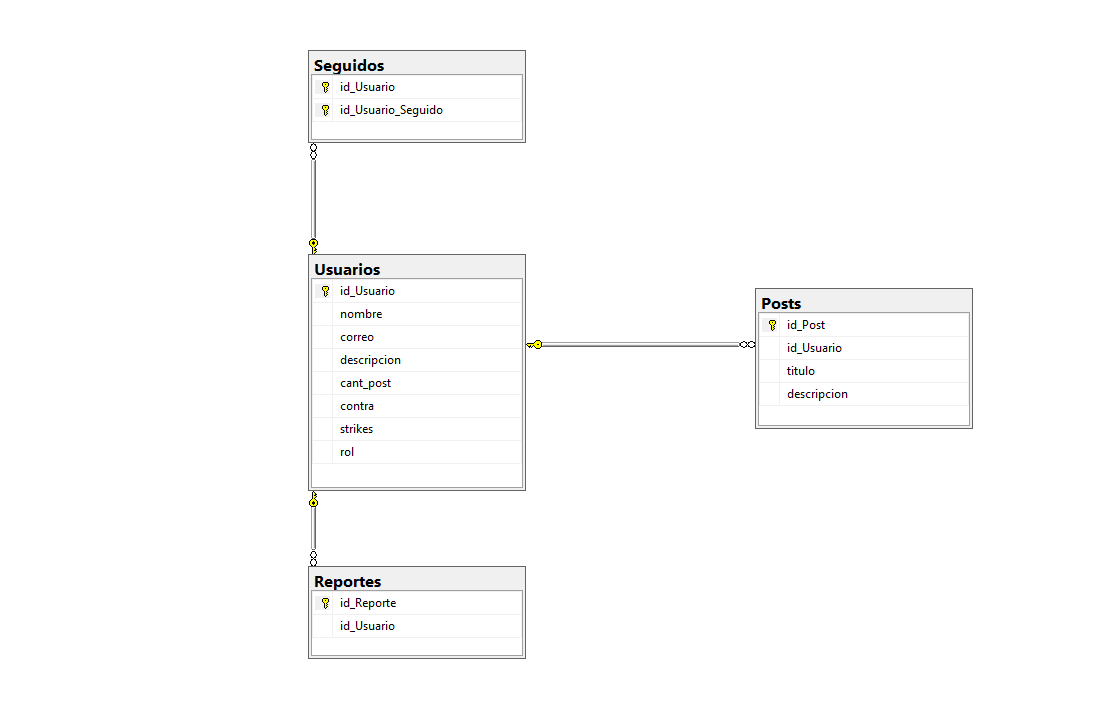 Seguidos
id_Usuario
id_Usuario_Seguido
Usuarios
id_Usuario
nombre
correo
descripcion
cant_post
contra
strikes
rol
Posts
id_Post
id_Usuario
titulo
descripcion
Reportes
id_Reporte
id_Usuario